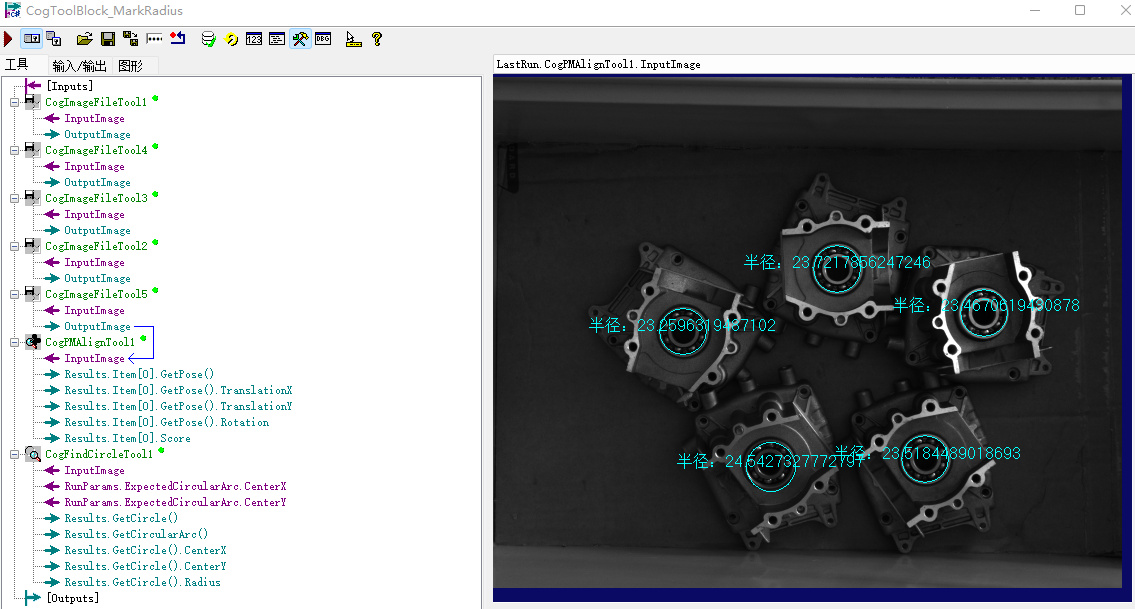 CogToolBlock_MarkRadius
工具 输入/输出 图形
[Inputs]
CogImageFileTool1
InputImage
OutputImage
CogImageFileTool4
InputImage
OutputImage
CogImageFileTool3
InputImage
OutputImage
CogImageFileTool2
InputImage
OutputImage
CogImageFileTool5
InputImage
OutputImage
CogPMAlignTool1
InputImage
Results.Item[0].GetPose()
Results.Item[0].GetPose().TranslationX
Results.Item[0].GetPose().TranslationY
Results.Item[0].GetPose().Rotation
Results.Item[0].Score
CogFindCircleTool1
InputImage
RunParams.ExpectedCircularArc.CenterX
RunParams.ExpectedCircularArc.CenterY
Results.GetCircle()
Results.GetCircularArc()
Results.GetCircle().CenterX
Results.GetCircle().CenterY
Results.GetCircle().Radius
[Outputs]
LastRun.CogPMAlignTool1.InputImage
半径: 23.7217856247246
半径: 23.4670619490878
半径: 23.2596319487102
半径: 24.5427327772797
半径: 23.5184489018693